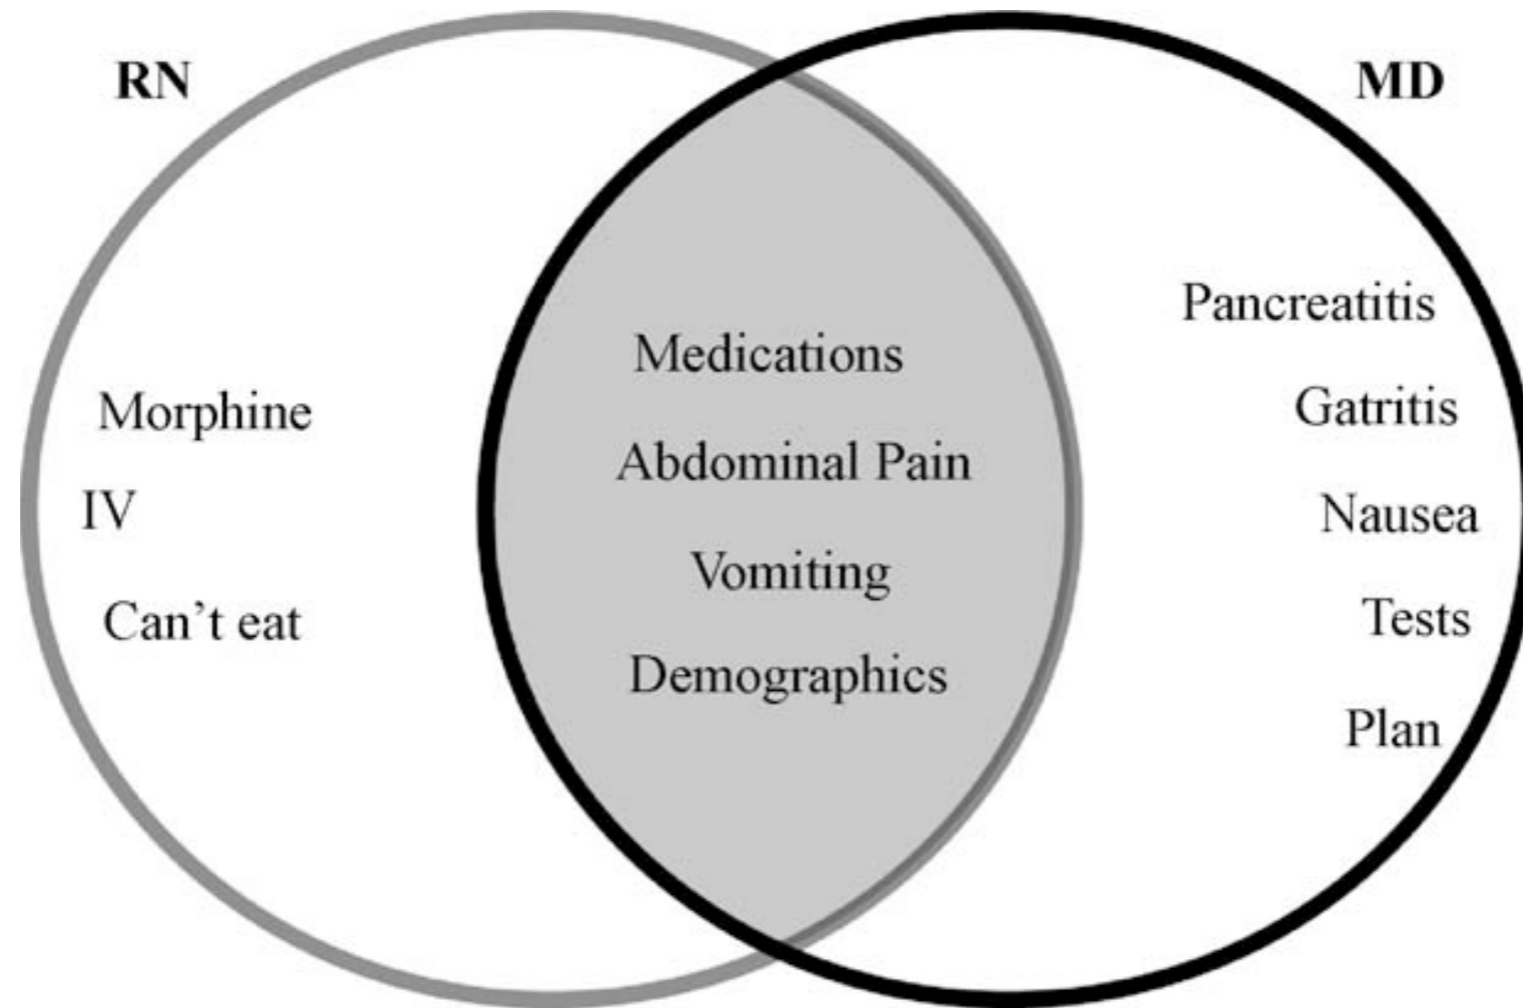 RN
MD
Morphine
IV
Can't eat
Medications
Abdominal Pain
Vomiting
Demographics
Pancreatitis
Gatritis
Nausea
Tests
Plan